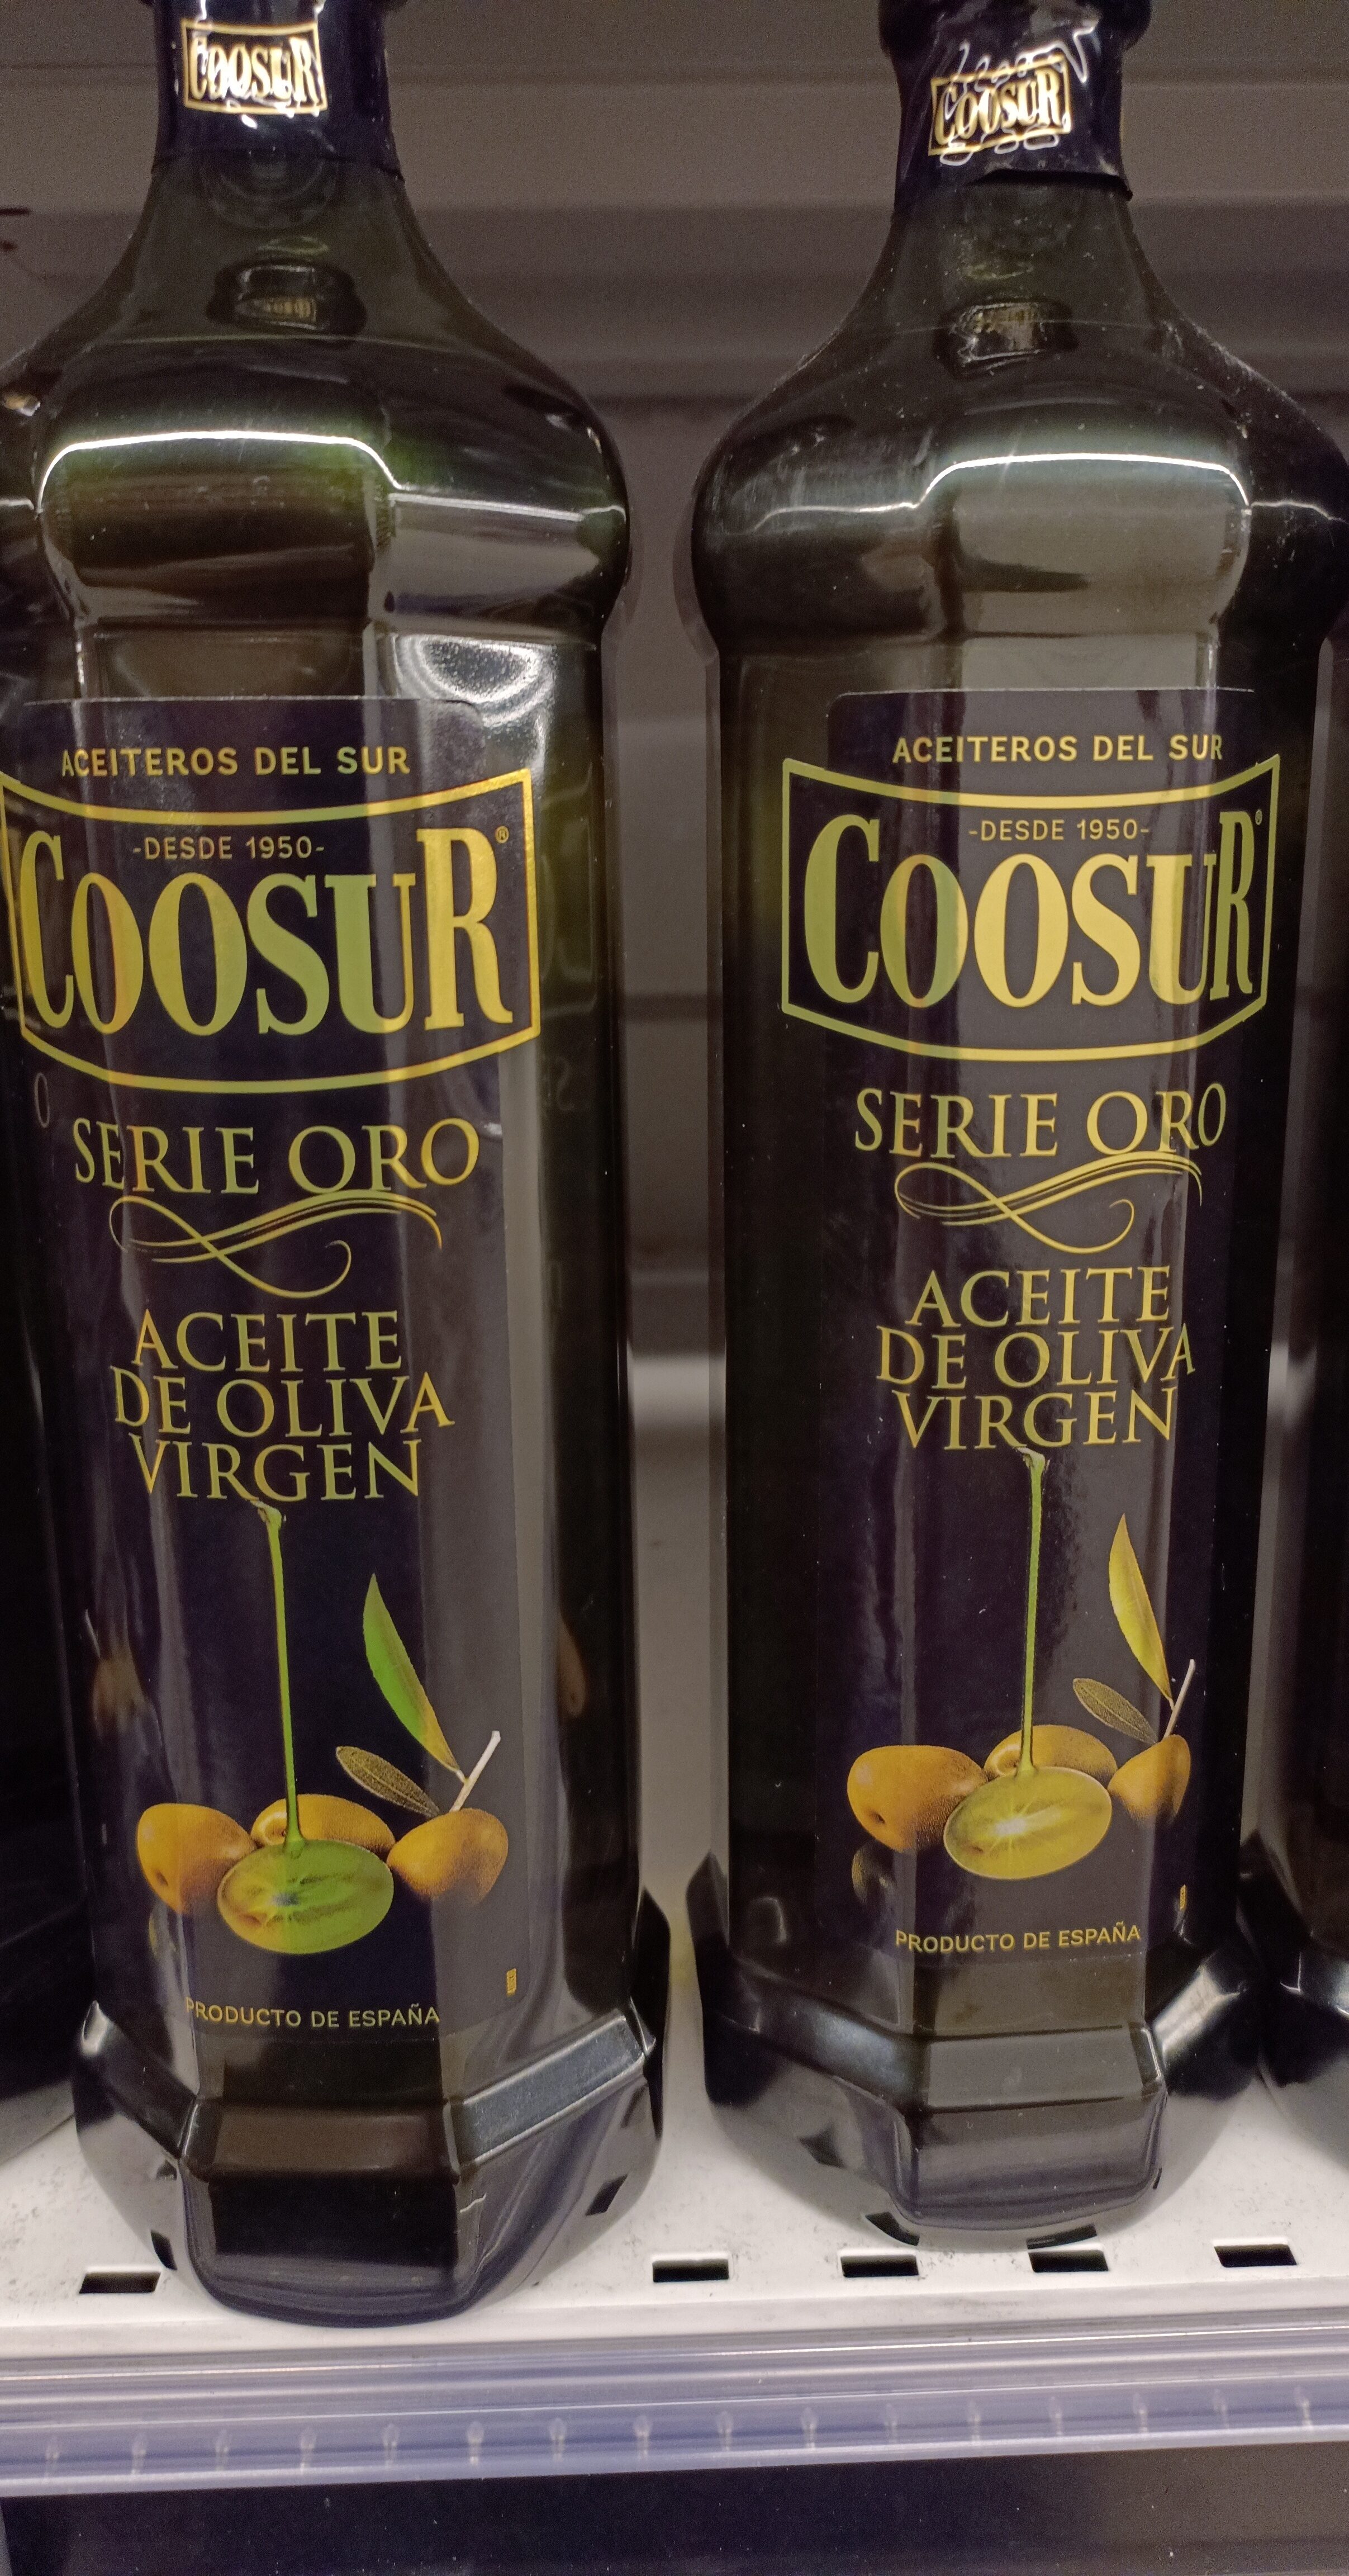 COOSUR
ACEITEROS DEL SUR
-DESDE 1950-
COOSUR®
SERIE ORO
ACEITE
DE OLIVA
VIRGEN
PRODUCTO DE ESPAÑA
COOSUR
ACEITEROS DEL SUR
-DESDE 1950-
COOSUR®
SERIE ORO
ACEITE
DE OLIVA
VIRGEN
PRODUCTO DE ESPAÑA